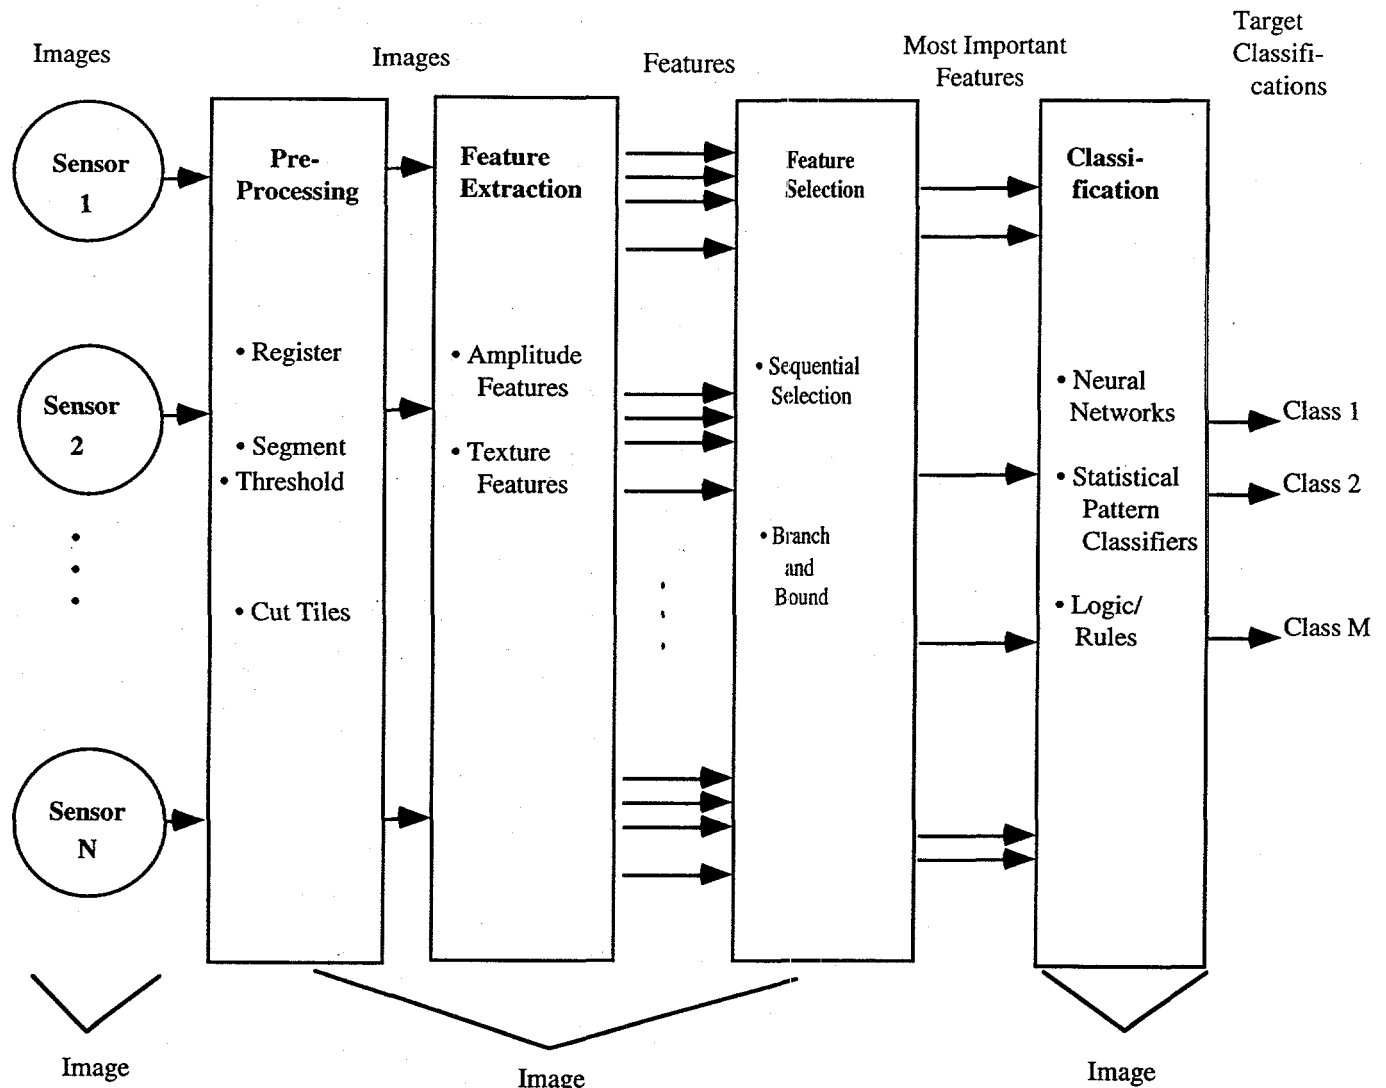 Images
Images
Features
Most Important
Features
Target
Classifi-
cations
Sensor
1
Pre-
Processing
Feature
Extraction
Feature
Selection
Classi-
fication
• Register
• Segment
• Threshold
• Cut Tiles
• Amplitude
Features
• Texture
Features
• Sequential
Selection
• Branch
and
Bound
• Neural
Networks
• Statistical
Pattern
Classifiers
• Logic/
Rules
Sensor
2
Class 1
Class 2
Class M
Sensor
N
Image
Image
Image